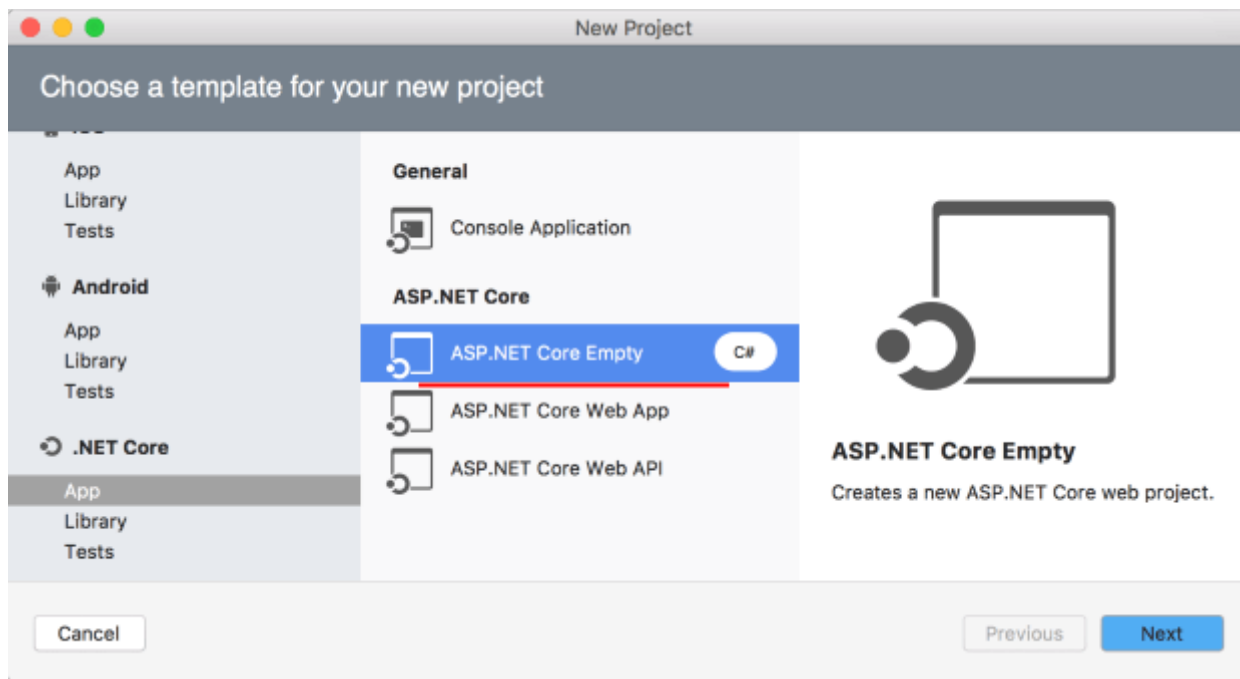 New Project
Choose a template for your new project
App
Library
Tests
Android
App
Library
Tests
.NET Core
App
Library
Tests
General
Console Application
ASP.NET Core
ASP.NET Core Empty C#
ASP.NET Core Web App
ASP.NET Core Web API
ASP.NET Core Empty
Creates a new ASP.NET Core web project.
Cancel
Previous
Next